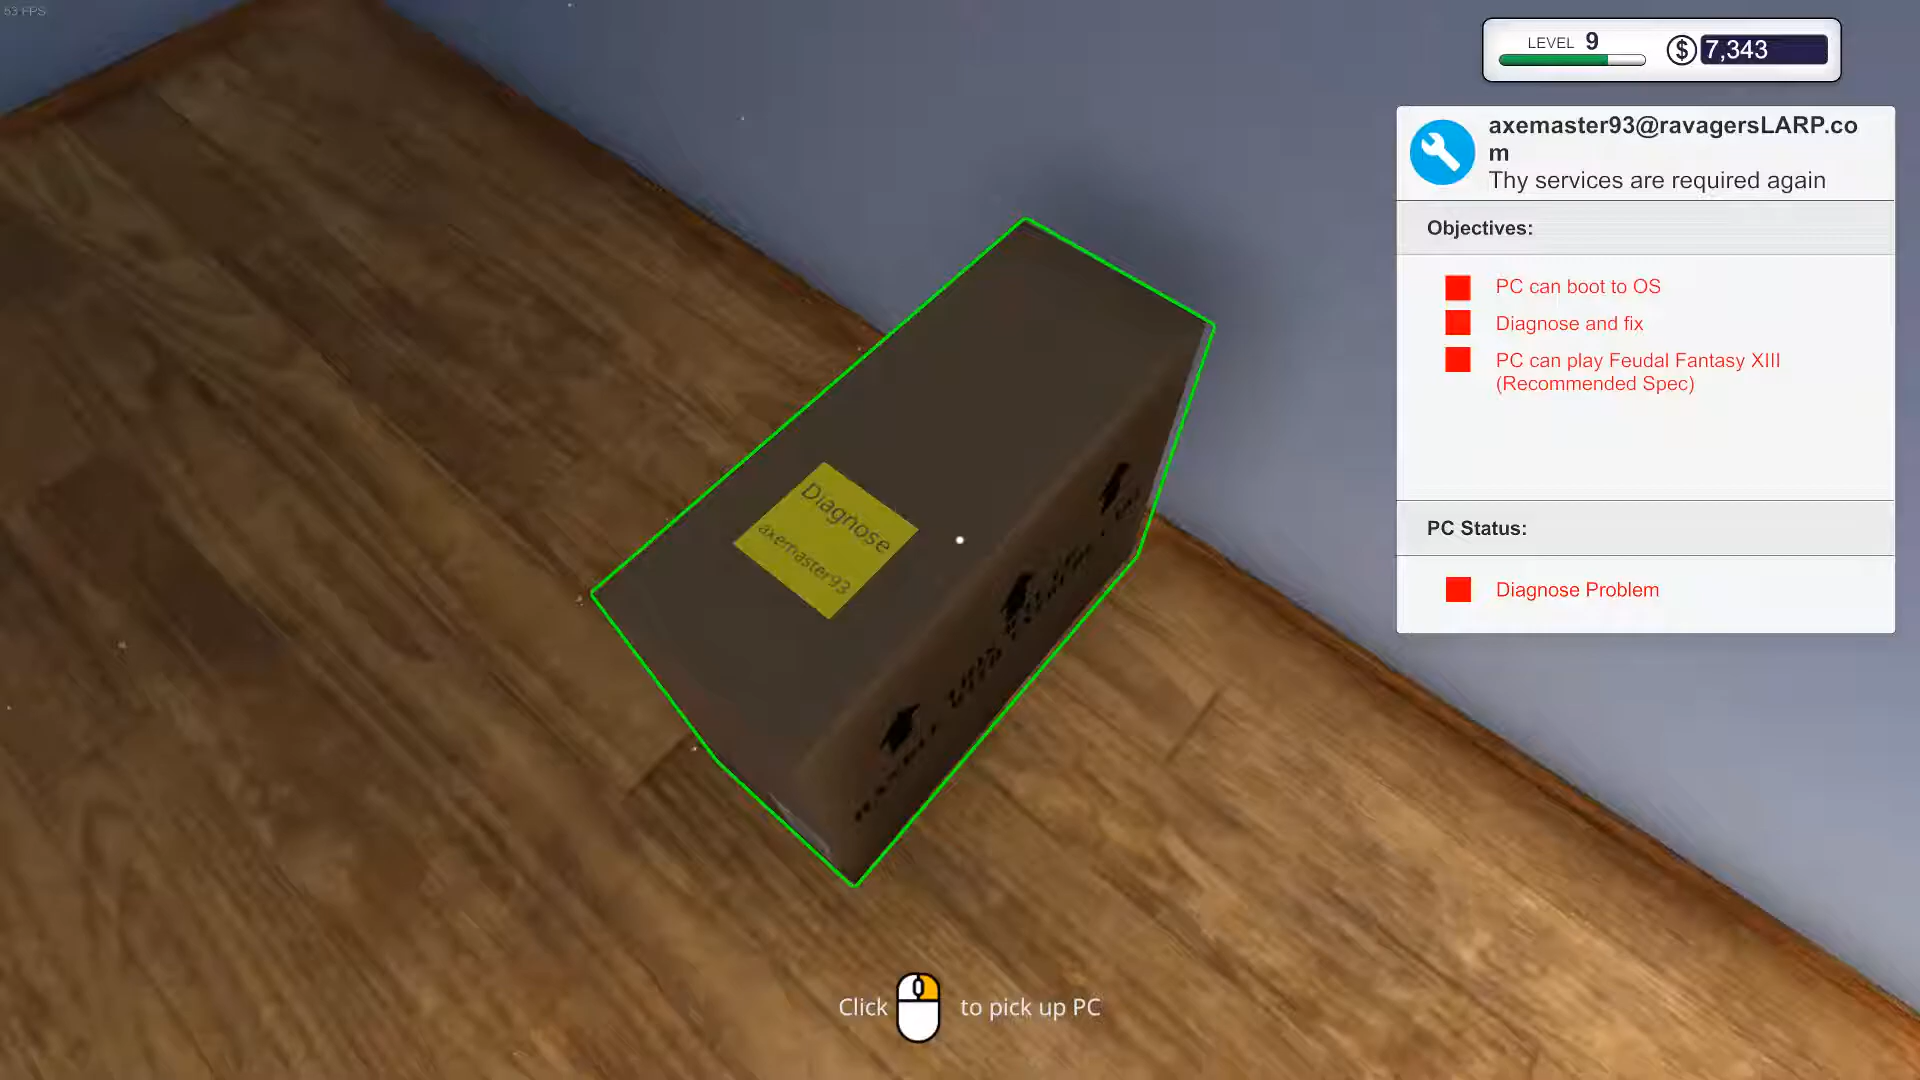 53 FPS
LEVEL 9
$ 7,343
axemaster93@ravagersLARP.co
m
Thy services are required again
Objectives:
PC can boot to OS
Diagnose and fix
PC can play Feudal Fantasy XIII
(Recommended Spec)
PC Status:
Diagnose Problem
Diagnose
axemaster93
Click to pick up PC